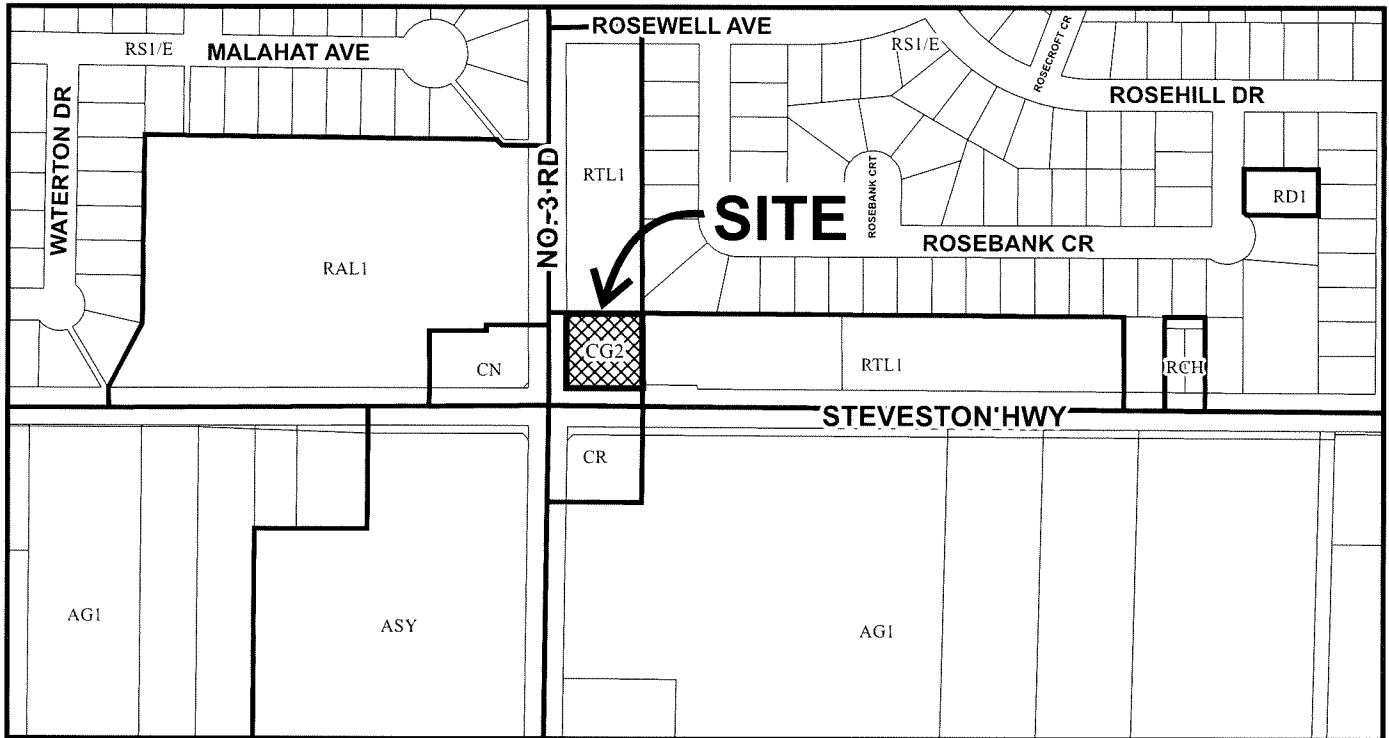 ROSEWELL AVE
RS1/E
MALAHAT AVE
RS1/E
ROSECROFT CR
ROSEHILL DR
WATERTON DR
NO. 3 RD
RTL1
ROSEBANK CRT
RD1
SITE
ROSEBANK CR
RAL1
CN
CG2
RTL1
RCH
STEVESTON HWY
CR
AG1
ASY
AG1